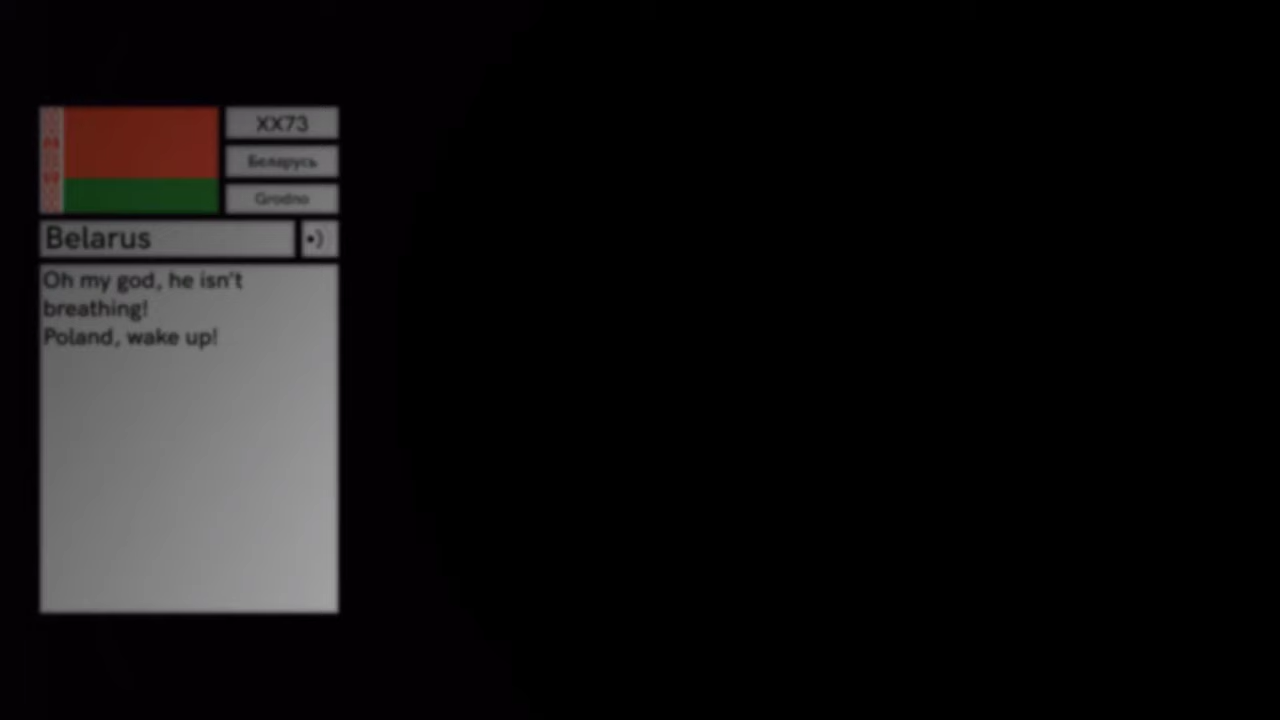 XX73
Беларусь
Grodno
Belarus
•)
Oh my god, he isn't
breathing!
Poland, wake up!